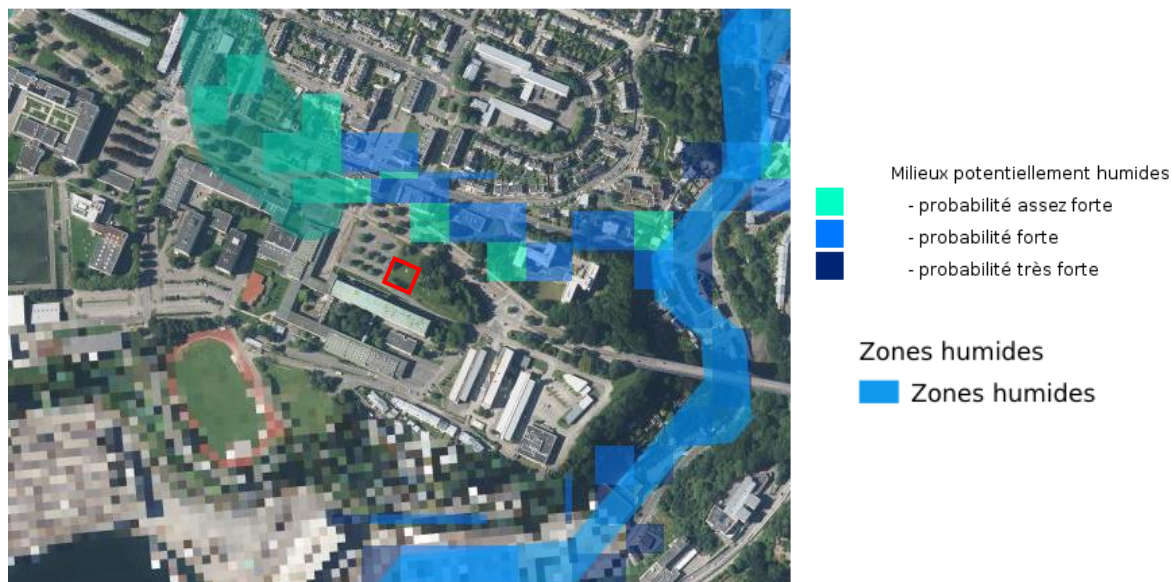 Milieux potentiellement humides
- probabilité assez forte
- probabilité forte
- probabilité très forte
Zones humides
Zones humides